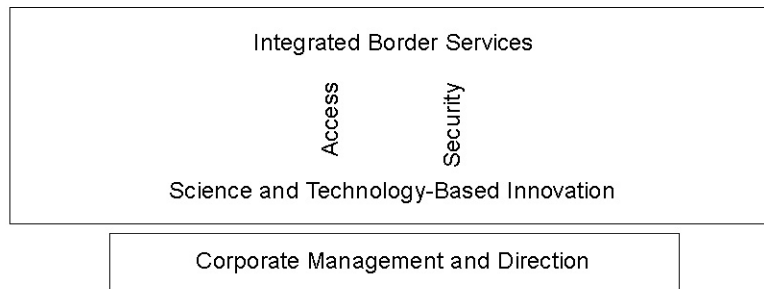 Integrated Border Services
Access
Security
Science and Technology-Based Innovation
Corporate Management and Direction